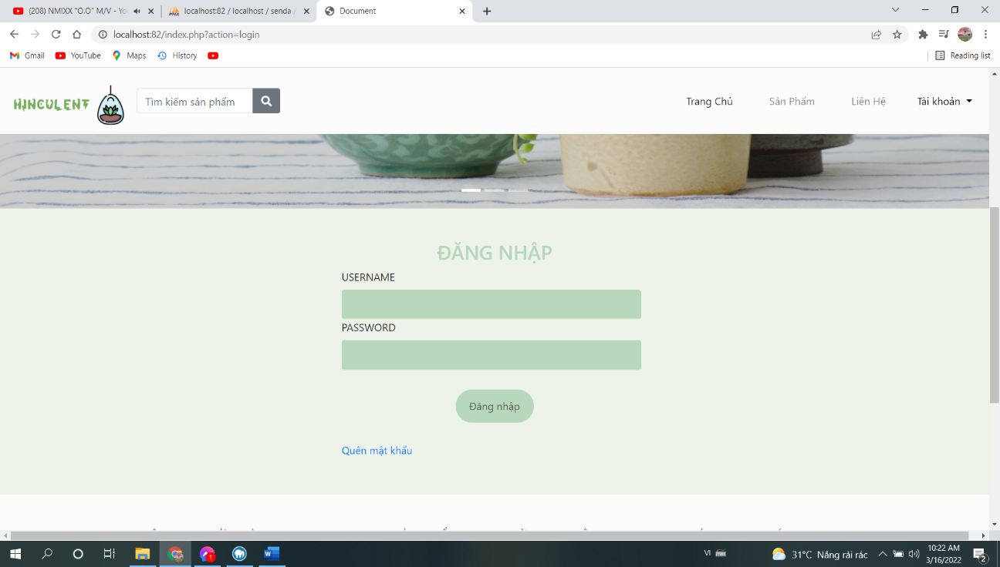 (208) NMIXX "O.O" M/V - Yo
localhost:82 / localhost / senda /
Document
localhost:82/index.php?action=login
Gmail
YouTube
Maps
History
Reading list
HINCULENT
Tìm kiếm sản phẩm
Trang Chủ
Sản Phẩm
Liên Hệ
Tài khoản
ĐĂNG NHẬP
USERNAME
PASSWORD
Đăng nhập
Quên mật khẩu
VI
31°C Nắng rải rác
10:22 AM
3/16/2022
1
2